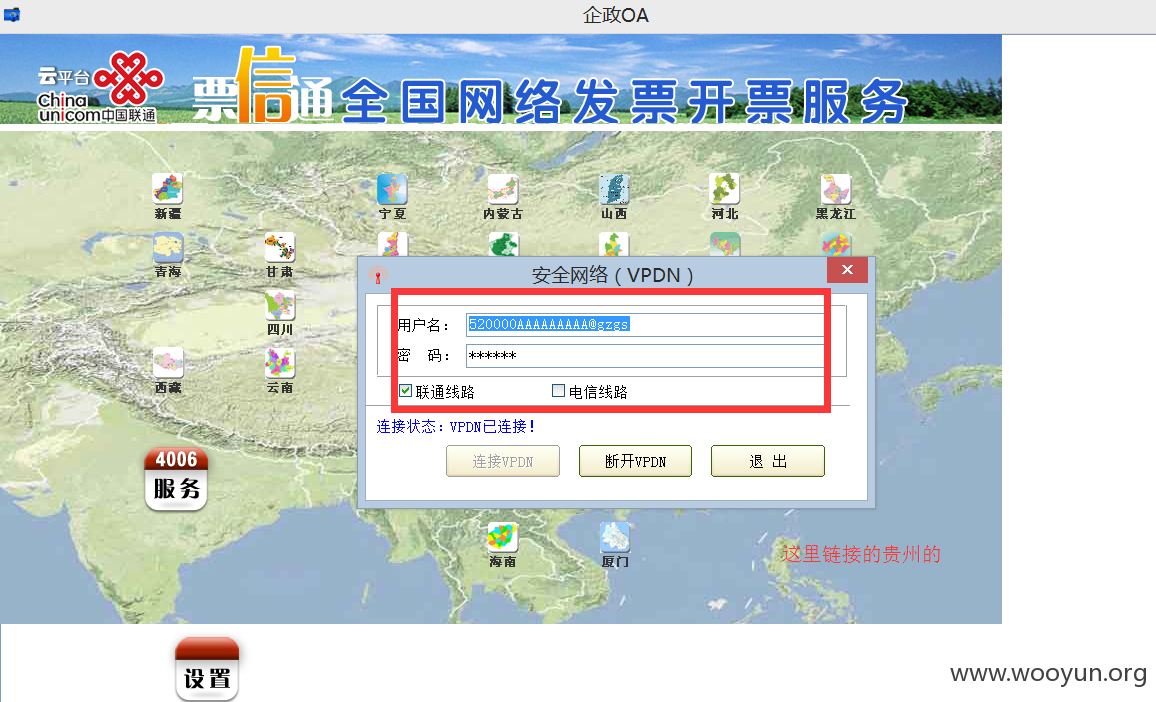 企政OA
云平台
China
unicom中国联通
票信通全国网络发票开票服务
新疆
宁夏
内蒙古
山西
河北
黑龙江
青海
甘肃
安全网络（VPDN）
用户名：
520000AAAAAAAAA@gzgs
密 码：
******
联通线路
电信线路
连接状态：VPDN已连接！
连接VPDN
断开VPDN
退 出
四川
西藏
云南
4006
服务
海南
厦门
这里链接的贵州的
设置
www.wooyun.org